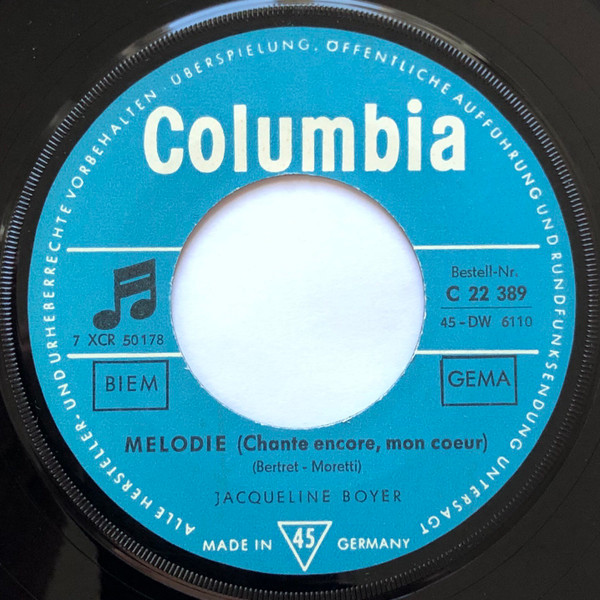 ALLE HERSTELLER- UND URHEBERRECHTE VORBEHALTEN ÜBERSPIELUNG. ÖFFENTLICHE AUFFÜHRUNG UND RUNDFUNKSENDUNG UNTERSAGT
Columbia
7 XCR 50178
BIEM
Bestell-Nr.
C 22 389
45-DW 6110
GEMA
MELODIE (Chante encore, mon coeur)
(Bertret - Moretti)
JACQUELINE BOYER
MADE IN 45 GERMANY